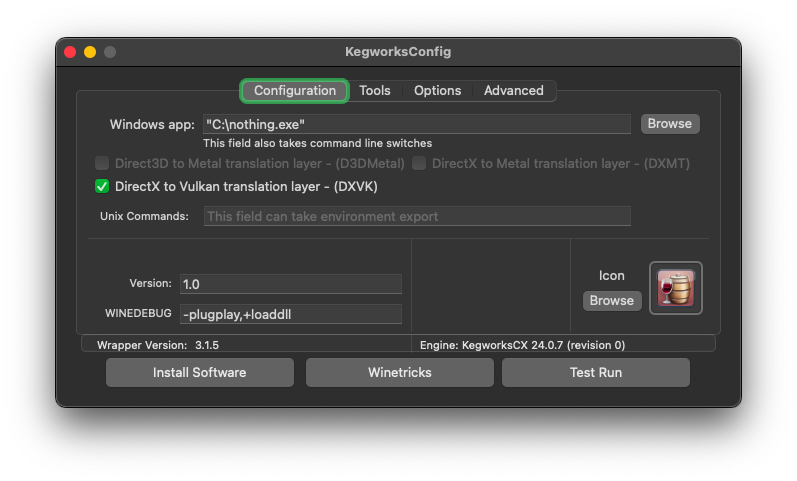 KegworksConfig
Configuration Tools Options Advanced
Windows app: "C:\nothing.exe" Browse
This field also takes command line switches
Direct3D to Metal translation layer - (D3DMetal) DirectX to Metal translation layer - (DXMT)
DirectX to Vulkan translation layer - (DXVK)
Unix Commands: This field can take environment export
Icon
Version: 1.0
Browse
WINEDEBUG -plugplay,+loaddll
Wrapper Version: 3.1.5 Engine: KegworksCX 24.0.7 (revision 0)
Install Software Winetricks Test Run